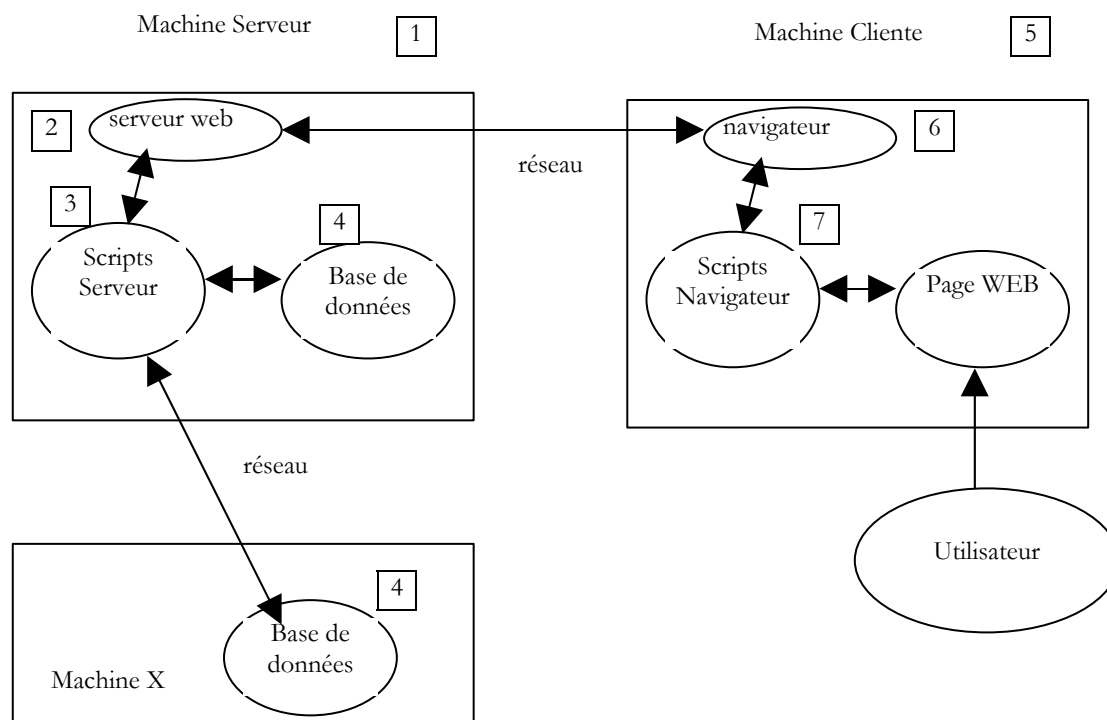 Machine Serveur
1
Machine Cliente
5
2
serveur web
navigateur
6
réseau
3
4
7
Scripts
Serveur
Base de
données
Scripts
Navigateur
Page WEB
réseau
Utilisateur
4
Base de
données
Machine X